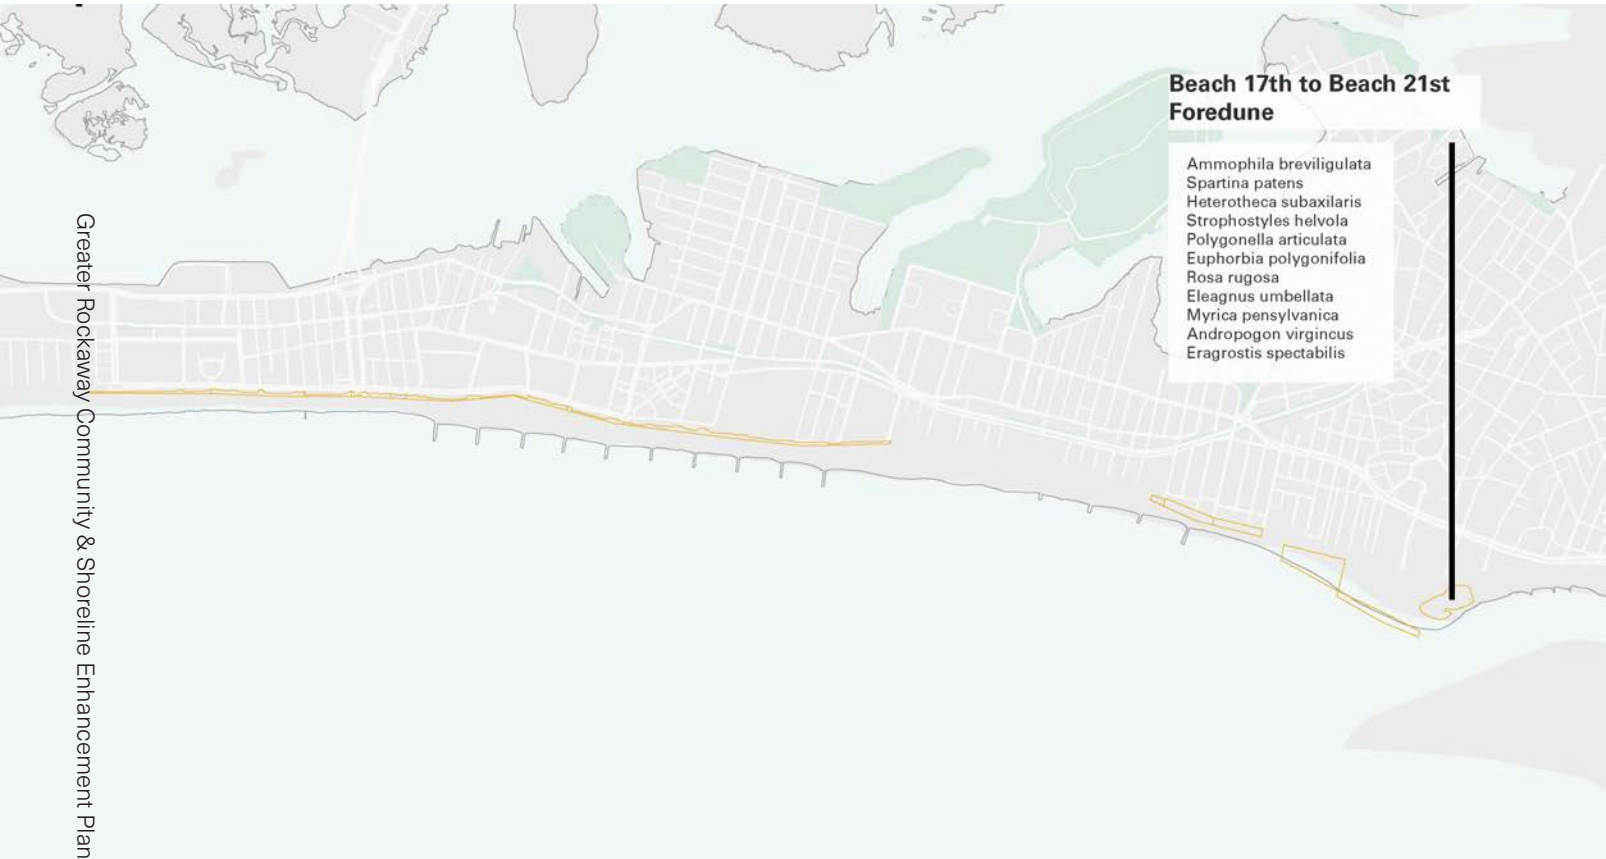 Beach 17th to Beach 21st
Foredune
Ammophila breviligulata
Spartina patens
Heterotheca subaxilaris
Strophostyles helvola
Polygonella articulata
Euphorbia polygonifolia
Rosa rugosa
Eleagnus umbellata
Myrica pensylvanica
Andropogon virgincus
Eragrostis spectabilis
Greater Rockaway Community & Shoreline Enhancement Plan